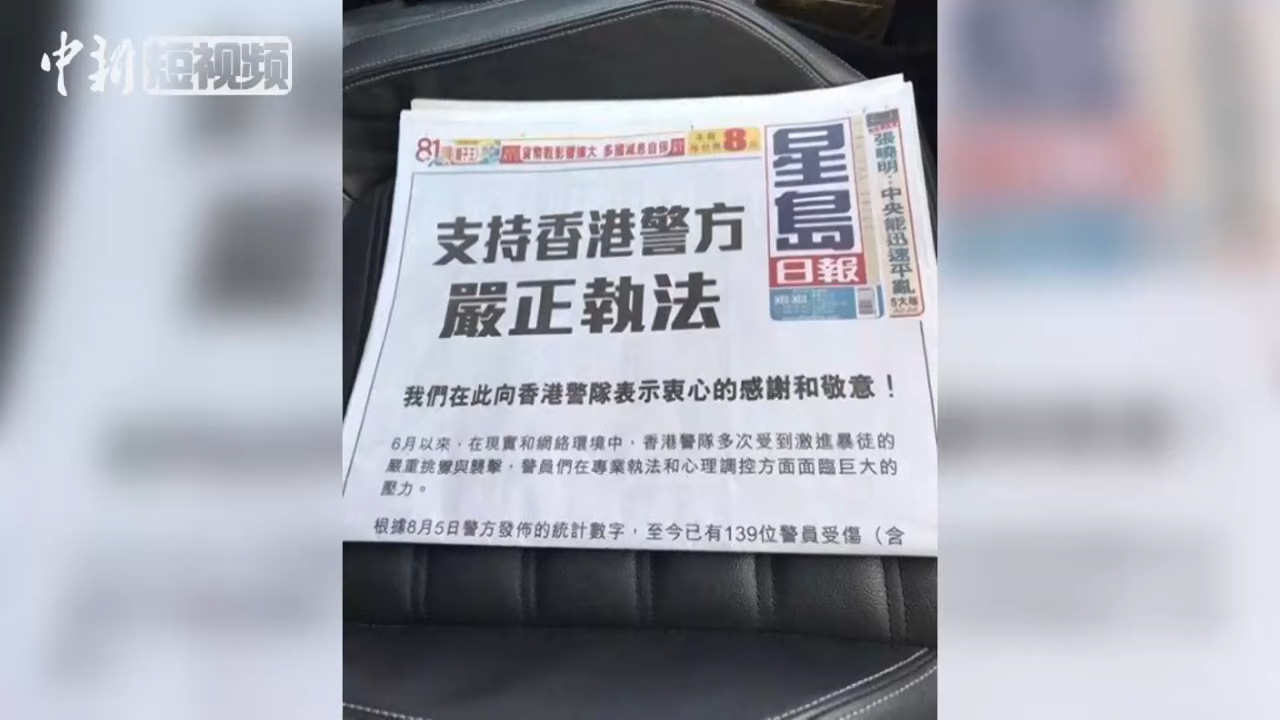 中新短视频
81
貨幣戰影響擴大 多國減息自保
8
星島
日報
張曉明：中央能迅速平亂
支持香港警方
嚴正執法
我們在此向香港警隊表示衷心的感謝和敬意！
6月以來，在現實和網絡環境中，香港警隊多次受到激進暴徒的
嚴重挑釁與襲擊，警員們在專業執法和心理調控方面面臨巨大的
壓力。
根據8月5日警方發佈的統計數字，至今已有139位警員受傷（含